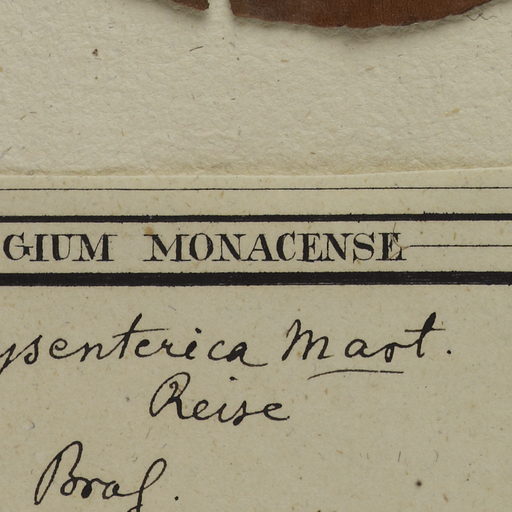 GIUM MONACENSE
ysenterica Mart.
Reise
Bras.